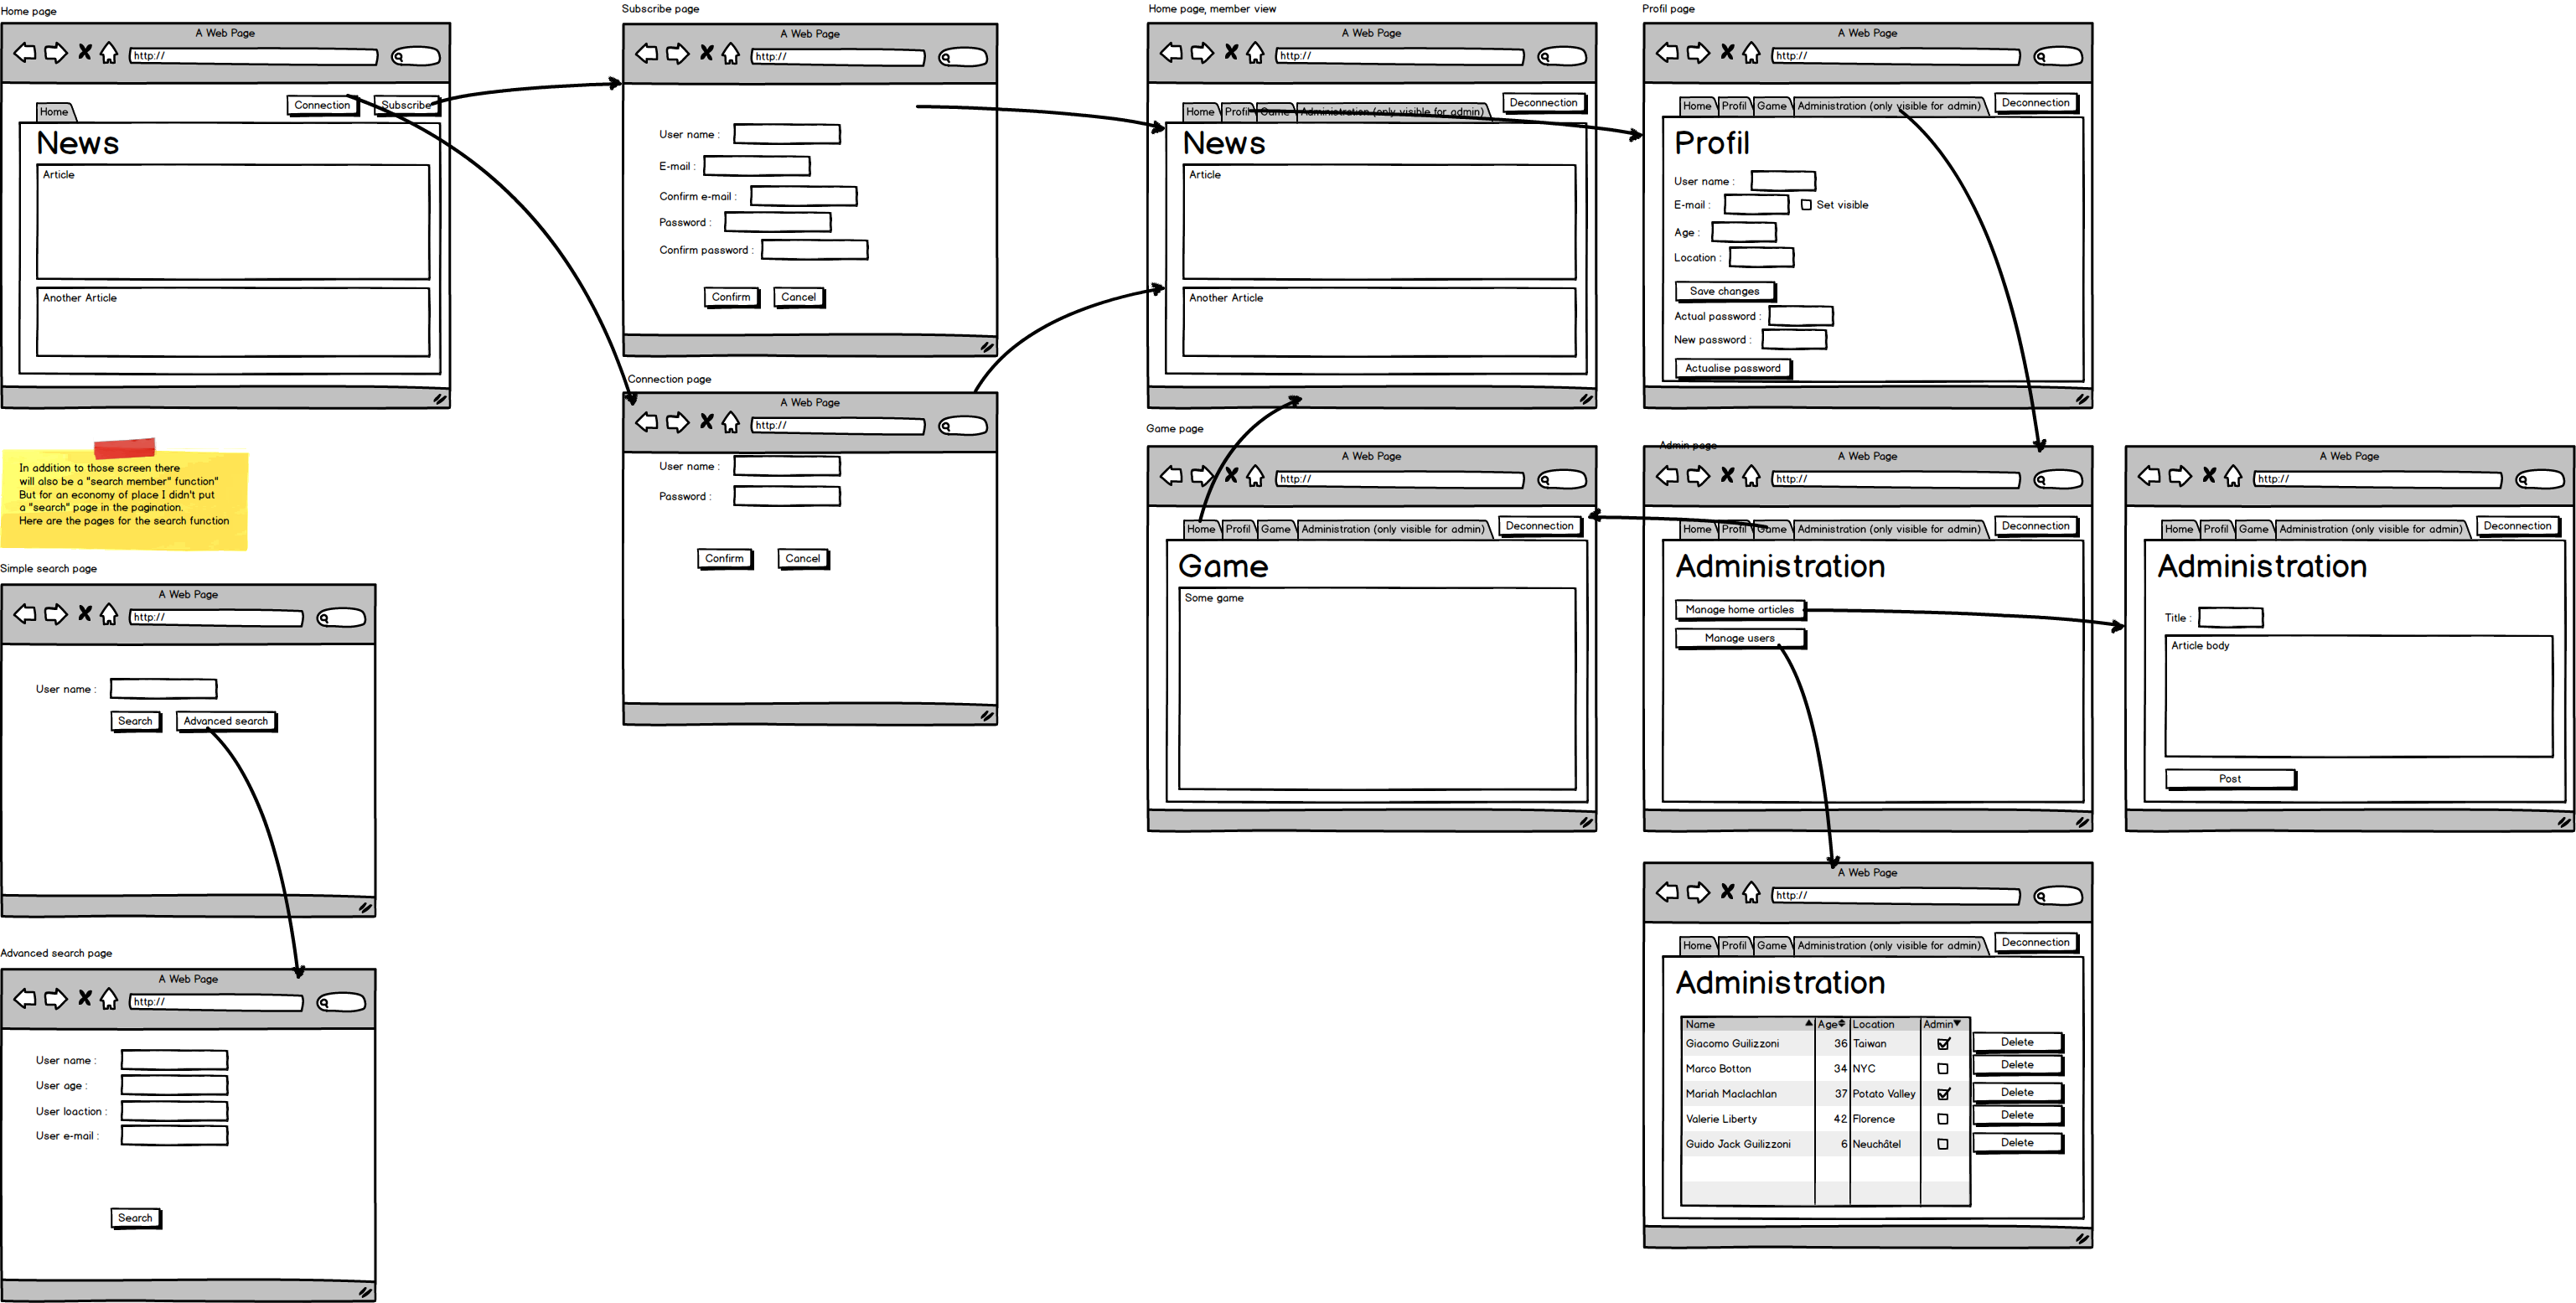 Home page
A Web Page
http://
Connection
Subscribe
Home
News
Article
Another Article
Subscribe page
A Web Page
http://
User name :
E-mail :
Confirm e-mail :
Password :
Confirm password :
Confirm
Cancel
Connection page
A Web Page
http://
User name :
Password :
Confirm
Cancel
Home page, member view
A Web Page
http://
Home
Profil
Game
Administration (only visible for admin)
Deconnection
News
Article
Another Article
Profil page
A Web Page
http://
Home
Profil
Game
Administration (only visible for admin)
Deconnection
Profil
User name :
E-mail :
Set visible
Age :
Location :
Save changes
Actual password :
New password :
Actualise password
In addition to those screen there
will also be a "search member" function"
But for an economy of place I didn't put
a "search" page in the pagination.
Here are the pages for the search function
Simple search page
A Web Page
http://
User name :
Search
Advanced search
Advanced search page
A Web Page
http://
User name :
User age :
User loaction :
User e-mail :
Search
Game page
A Web Page
http://
Home
Profil
Game
Administration (only visible for admin)
Deconnection
Game
Some game
Admin page
A Web Page
http://
Home
Profil
Game
Administration (only visible for admin)
Deconnection
Administration
Manage home articles
Manage users
A Web Page
http://
Home
Profil
Game
Administration (only visible for admin)
Deconnection
Administration
Title :
Article body
Post
A Web Page
http://
Home
Profil
Game
Administration (only visible for admin)
Deconnection
Administration
Name Age Location Admin
Giacomo Guilizzoni 36 Taiwan Delete
Marco Botton 34 NYC Delete
Mariah Maclachlan 37 Potato Valley Delete
Valerie Liberty 42 Florence Delete
Guido Jack Guilizzoni 6 Neuchâtel Delete